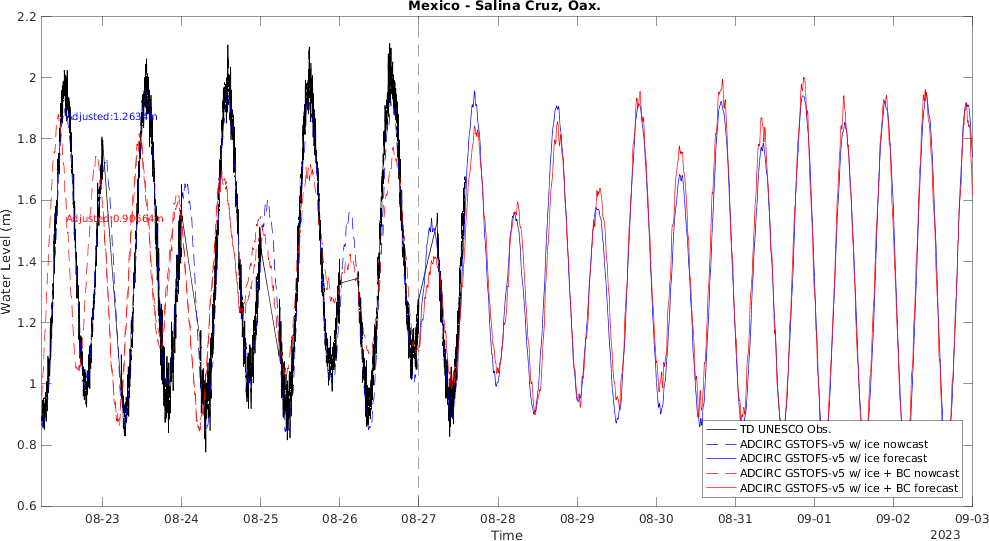 Mexico - Salina Cruz, Oax.
Water Level (m)
2.2
2
1.8
1.6
1.4
1.2
1
0.8
0.6
Adjusted:1.2634m
Adjusted:0.90664m
TD UNESCO Obs.
ADCIRC GSTOFS-v5 w/ ice nowcast
ADCIRC GSTOFS-v5 w/ ice forecast
ADCIRC GSTOFS-v5 w/ ice + BC nowcast
ADCIRC GSTOFS-v5 w/ ice + BC forecast
08-23 08-24 08-25 08-26 08-27 08-28 08-29 08-30 08-31 09-01 09-02 09-03
Time
2023